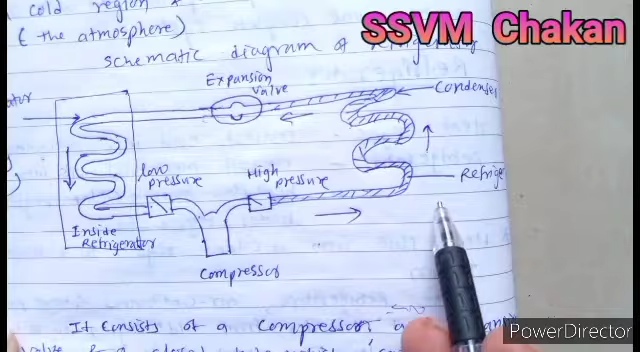 a cold region
SSVM Chakan
( the atmosphere)
schematic diagram of refrigerator
Expansion
valve
Condenser
low
pressure
High
pressure
Refrige
Inside
Refrigerator
Compressor
It consists of a compressor
PowerDirector